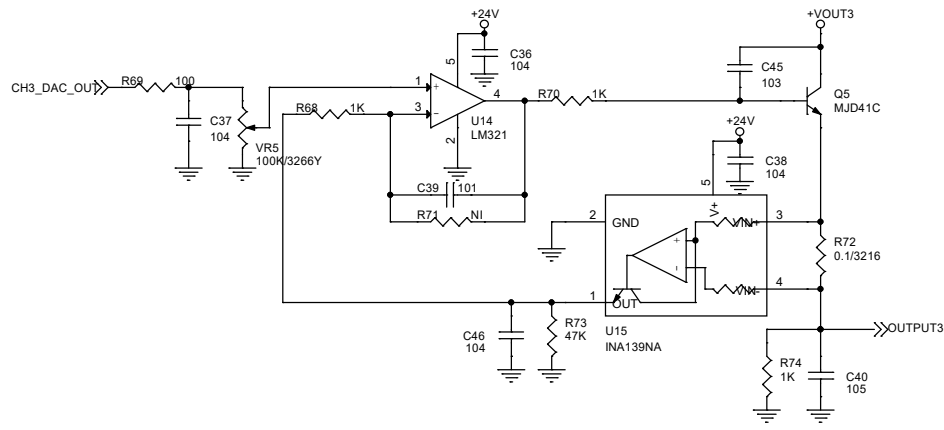 +24V
+VOUT3
5
C36
104
C45
103
CH3_DAC_OUT
R69
100
1
+
R70
1K
4
Q5
MJD41C
R68
1K
3
-
U14
LM321
C37
104
2
+24V
VR5
100K/3266Y
C38
104
C39
101
5
R71
NI
2
GND
V+
VIN+
3
+
R72
0.1/3216
-
VIN-
4
1
OUT
C46
104
R73
47K
U15
INA139NA
OUTPUT3
R74
1K
C40
105